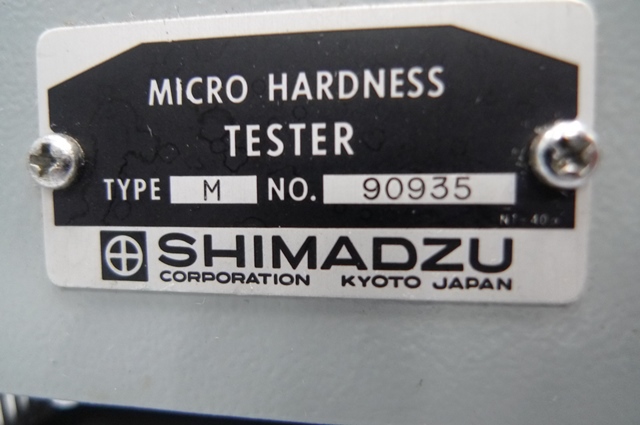 MICRO HARDNESS
TESTER
TYPE M NO. 90935
SHIMADZU
CORPORATION KYOTO JAPAN